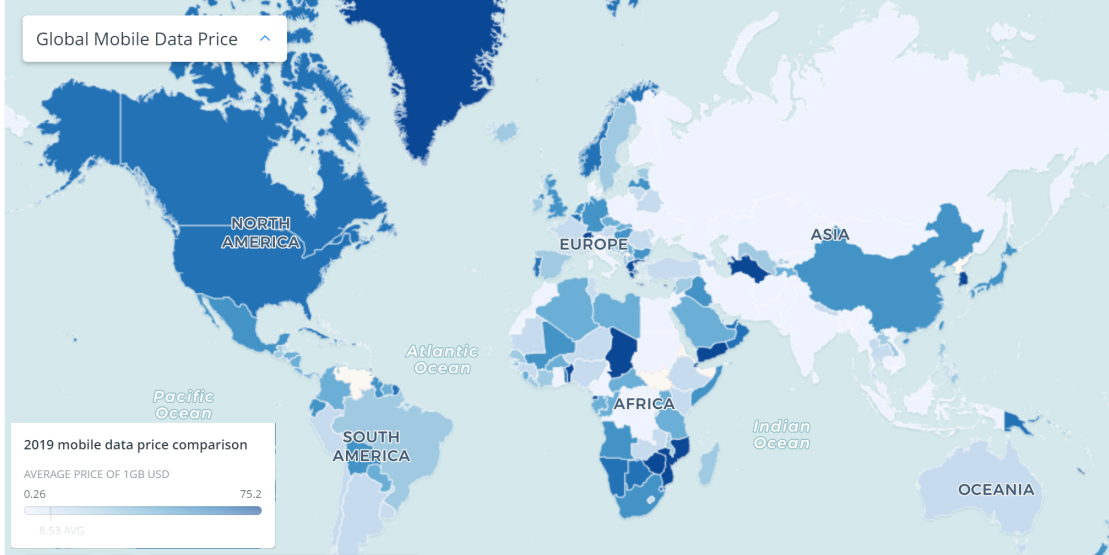 Global Mobile Data Price
NORTH
AMERICA
EUROPE
ASIA
Atlantic
Ocean
Pacific
Ocean
AFRICA
Indian
Ocean
SOUTH
AMERICA
OCEANIA
2019 mobile data price comparison
AVERAGE PRICE OF 1GB USD
0.26 75.2
8.53 AVG